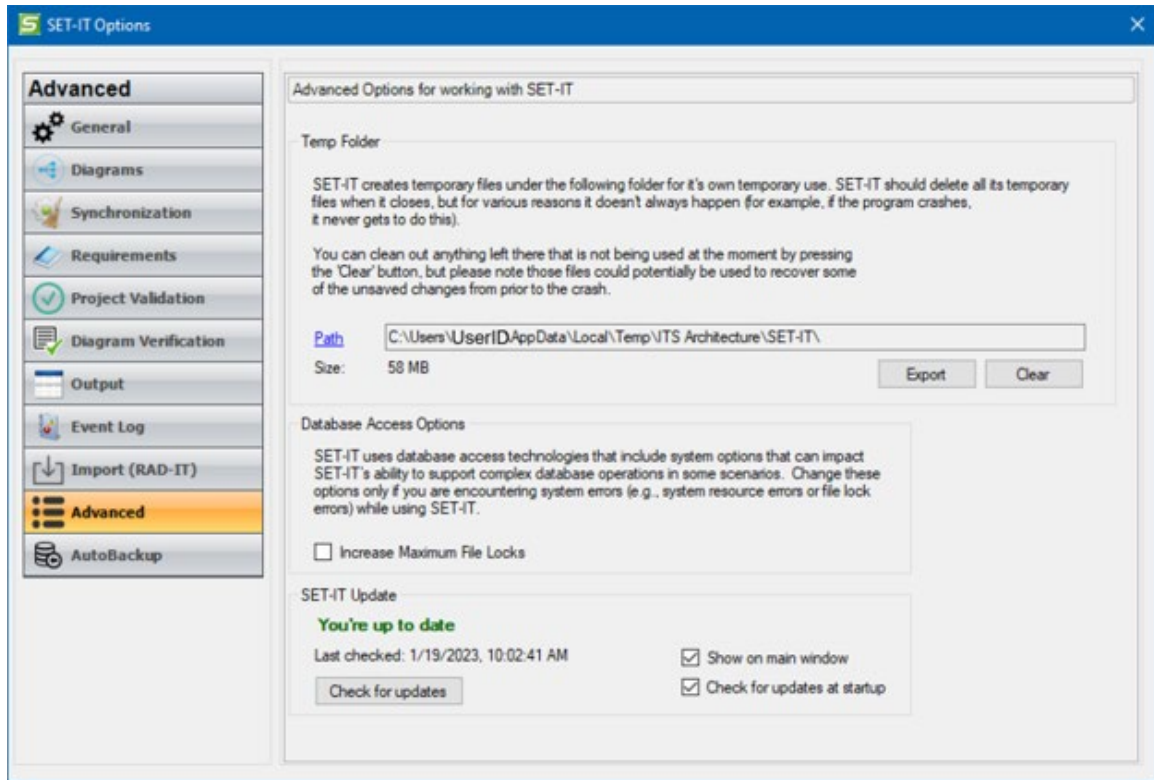 SET-IT Options
Advanced
General
Diagrams
Synchronization
Requirements
Project Validation
Diagram Verification
Output
Event Log
Import (RAD-IT)
Advanced
AutoBackup
Advanced Options for working with SET-IT
Temp Folder
SET-IT creates temporary files under the following folder for it's own temporary use. SET-IT should delete all its temporary
files when it closes, but for various reasons it doesn't always happen (for example, if the program crashes,
it never gets to do this).
You can clean out anything left there that is not being used at the moment by pressing
the 'Clear' button, but please note those files could potentially be used to recover some
of the unsaved changes from prior to the crash.
Path C:\Users\UserIDAppData\Local\Temp\ITS Architecture\SET-IT\
Size: 58 MB
Export Clear
Database Access Options
SET-IT uses database access technologies that include system options that can impact
SET-IT's ability to support complex database operations in some scenarios. Change these
options only if you are encountering system errors (e.g., system resource errors or file lock
errors) while using SET-IT.
Increase Maximum File Locks
SET-IT Update
You're up to date
Last checked: 1/19/2023, 10:02:41 AM
Show on main window
Check for updates
Check for updates at startup